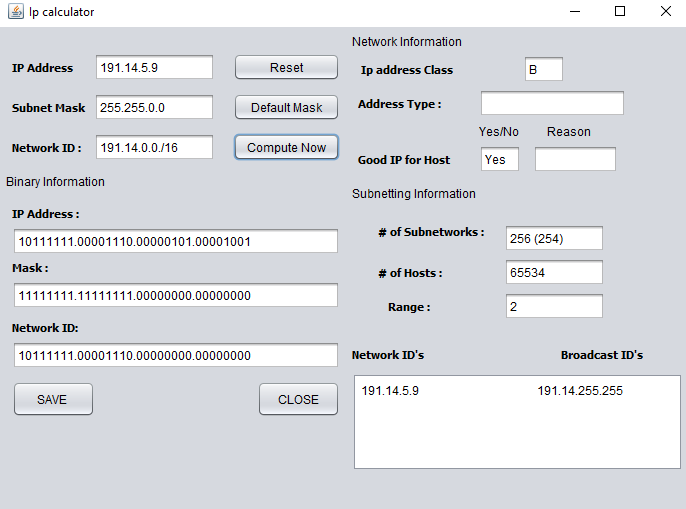 Ip calculator
IP Address 191.14.5.9 Reset
Subnet Mask 255.255.0.0 Default Mask
Network ID : 191.14.0.0./16 Compute Now
Binary Information
IP Address :
10111111.00001110.00000101.00001001
Mask :
11111111.11111111.00000000.00000000
Network ID:
10111111.00001110.00000000.00000000
SAVE CLOSE
Network Information
Ip address Class B
Address Type :
Yes/No Reason
Good IP for Host Yes
Subnetting Information
# of Subnetworks : 256 (254)
# of Hosts : 65534
Range : 2
Network ID's Broadcast ID's
191.14.5.9 191.14.255.255